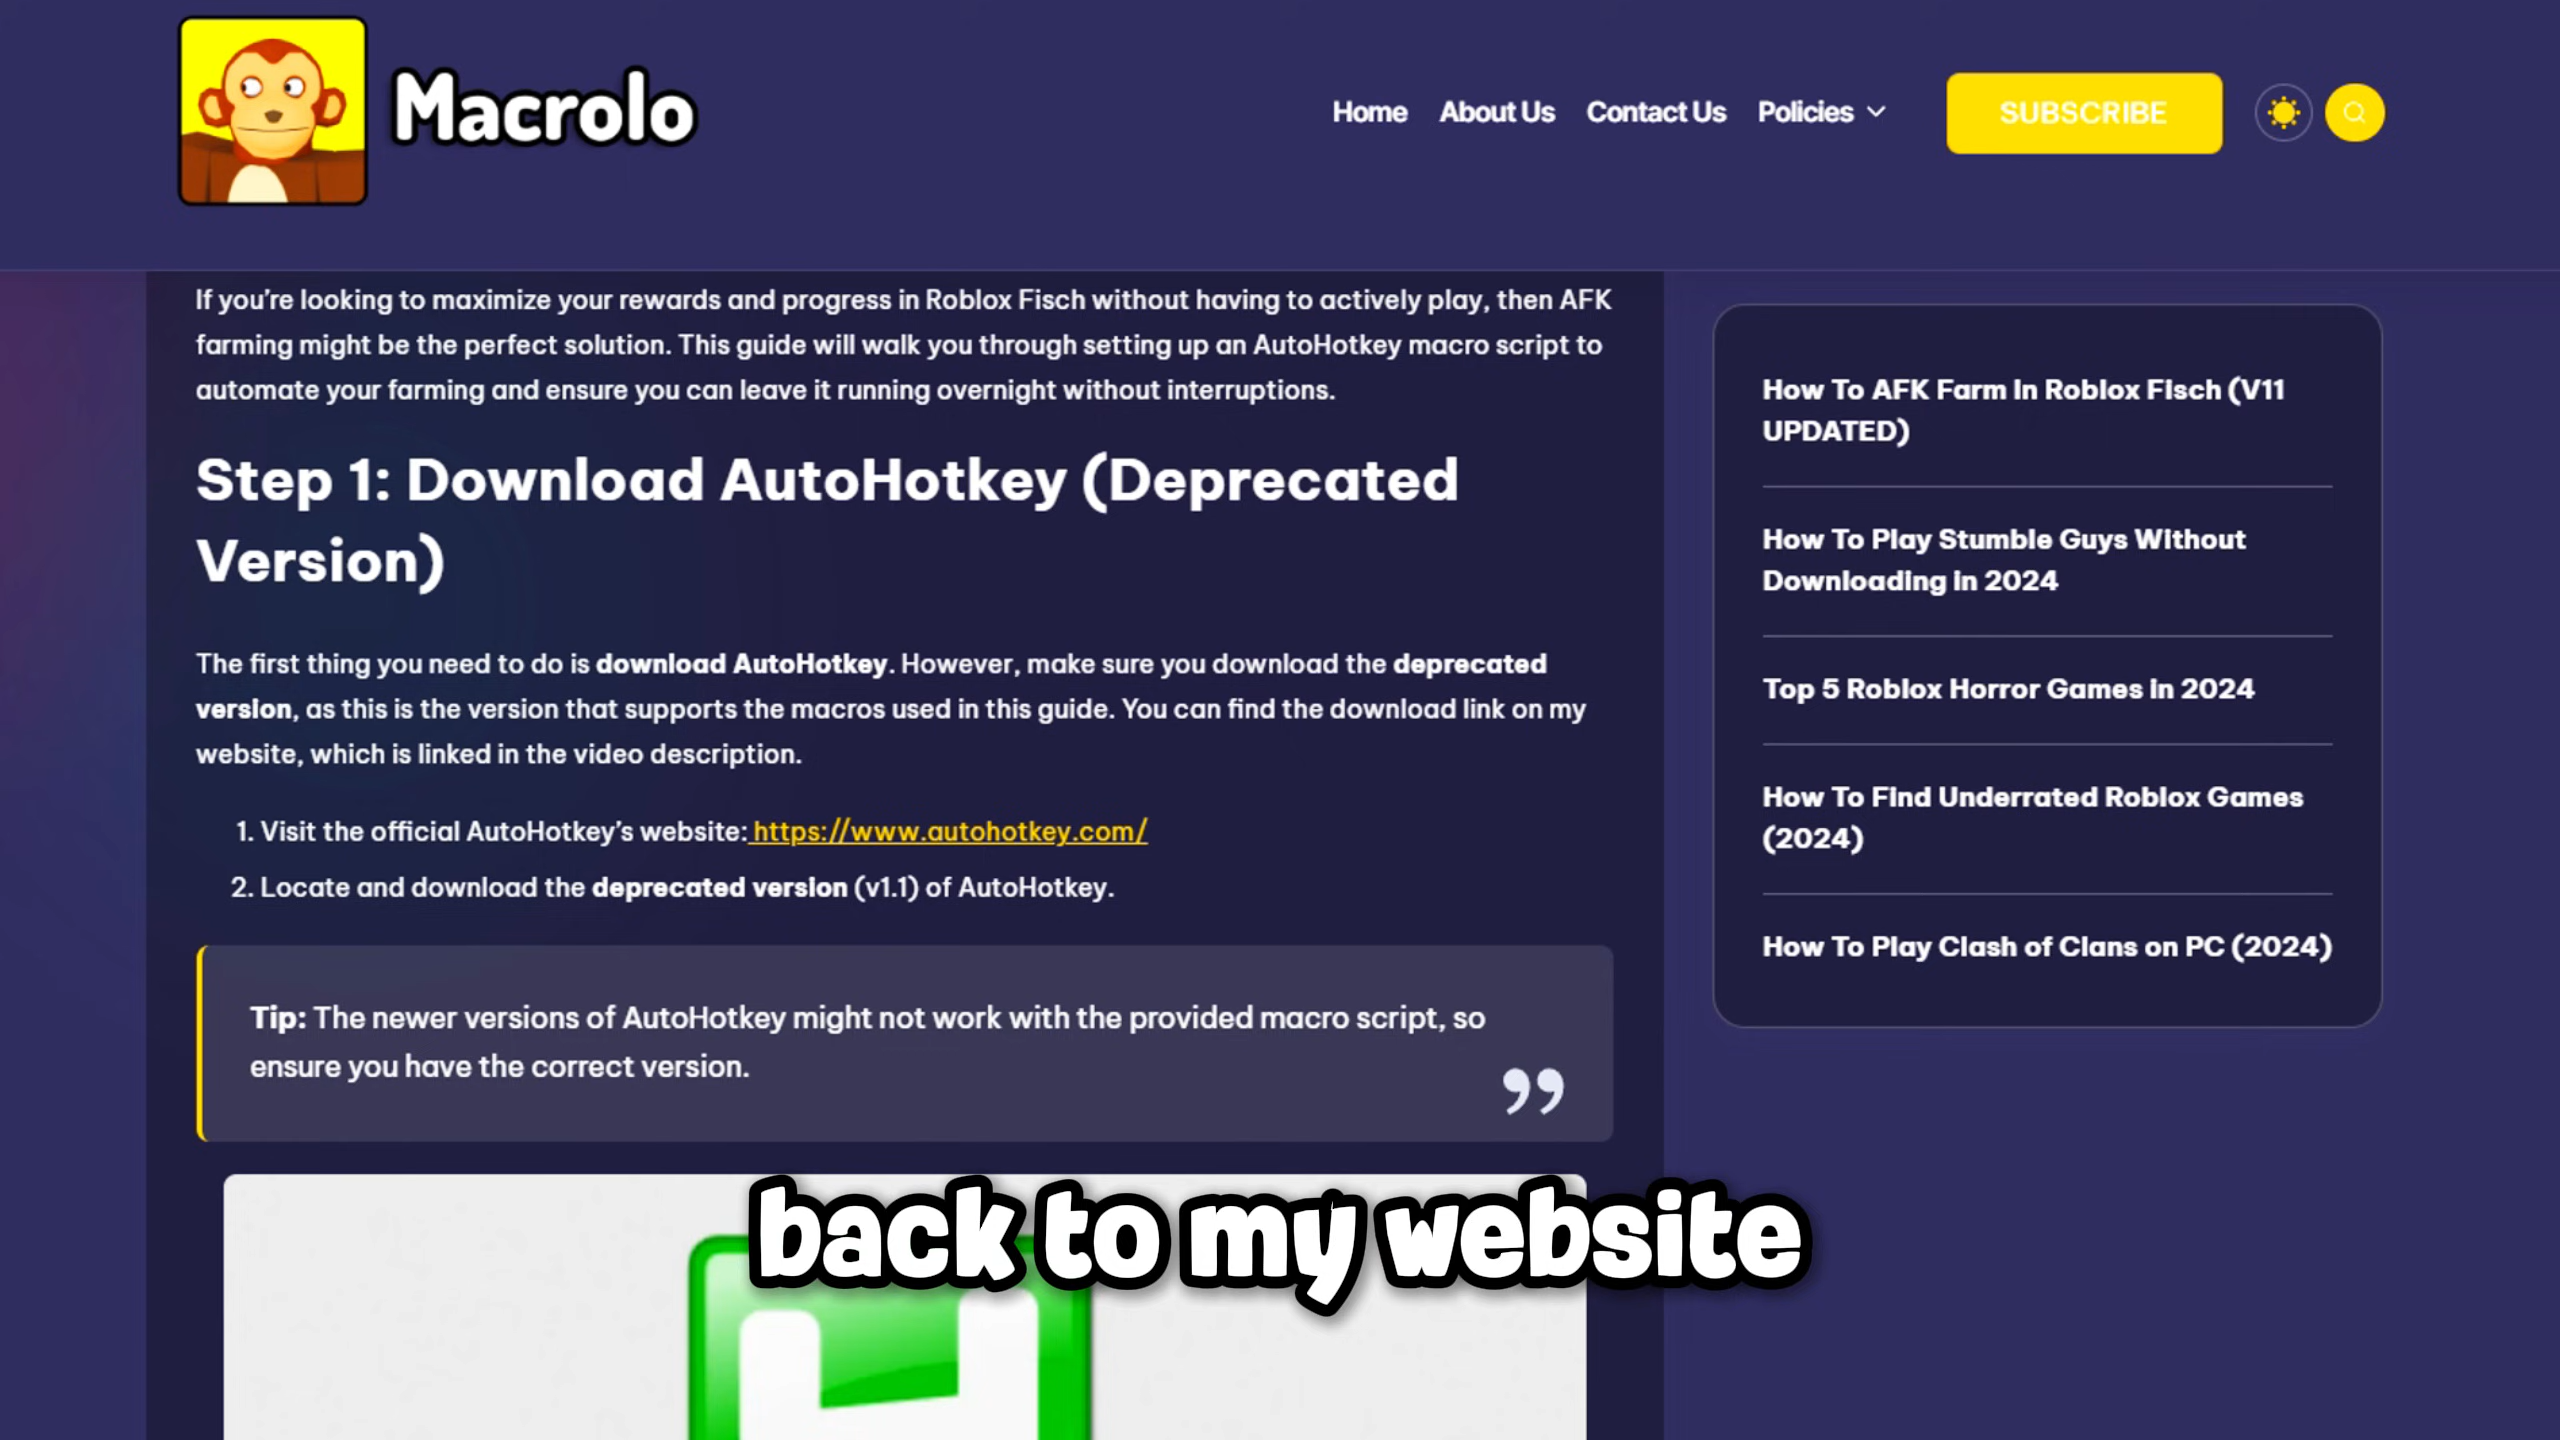 Macrolo
Home About Us Contact Us Policies SUBSCRIBE
If you're looking to maximize your rewards and progress in Roblox Fisch without having to actively play, then AFK
farming might be the perfect solution. This guide will walk you through setting up an AutoHotkey macro script to
automate your farming and ensure you can leave it running overnight without interruptions.
Step 1: Download AutoHotkey (Deprecated
Version)
The first thing you need to do is download AutoHotkey. However, make sure you download the deprecated
version, as this is the version that supports the macros used in this guide. You can find the download link on my
website, which is linked in the video description.
1. Visit the official AutoHotkey's website: https://www.autohotkey.com/
2. Locate and download the deprecated version (v1.1) of AutoHotkey.
Tip: The newer versions of AutoHotkey might not work with the provided macro script, so
ensure you have the correct version.
”
How To AFK Farm In Roblox Fisch (V11
UPDATED)
How To Play Stumble Guys Without
Downloading in 2024
Top 5 Roblox Horror Games in 2024
How To Find Underrated Roblox Games
(2024)
How To Play Clash of Clans on PC (2024)
back to my website